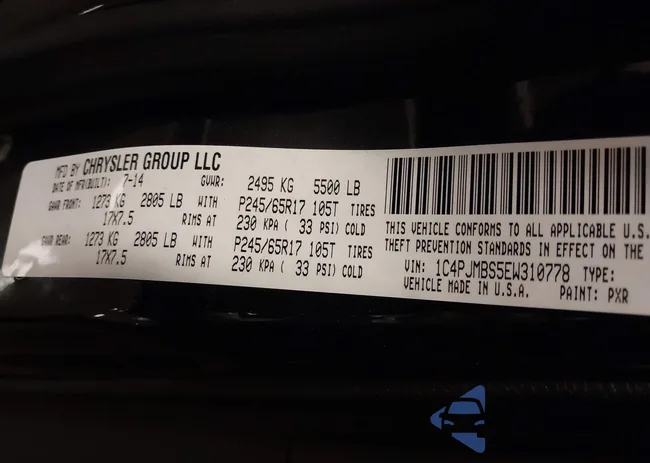 MFD BY CHRYSLER GROUP LLC
DATE OF MFR(BUILT): 7-14 GVWR: 2495 KG 5500 LB
GAWR FRONT: 1273 KG 2805 LB WITH P245/65R17 105T TIRES
17X7.5 RIMS AT 230 KPA ( 33 PSI) COLD
GAWR REAR: 1273 KG 2805 LB WITH P245/65R17 105T TIRES
17X7.5 RIMS AT 230 KPA ( 33 PSI) COLD
THIS VEHICLE CONFORMS TO ALL APPLICABLE U.S.
THEFT PREVENTION STANDARDS IN EFFECT ON THE
VIN: 1C4PJMBS5EW310778 TYPE:
VEHICLE MADE IN U.S.A. PAINT: PXR